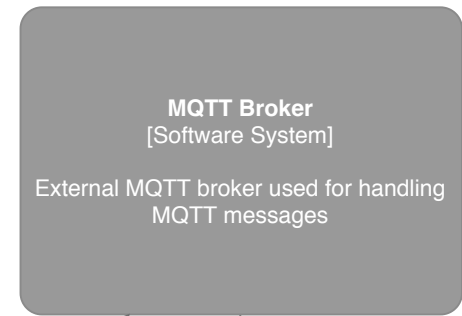 MQTT Broker
[Software System]
External MQTT broker used for handling
MQTT messages